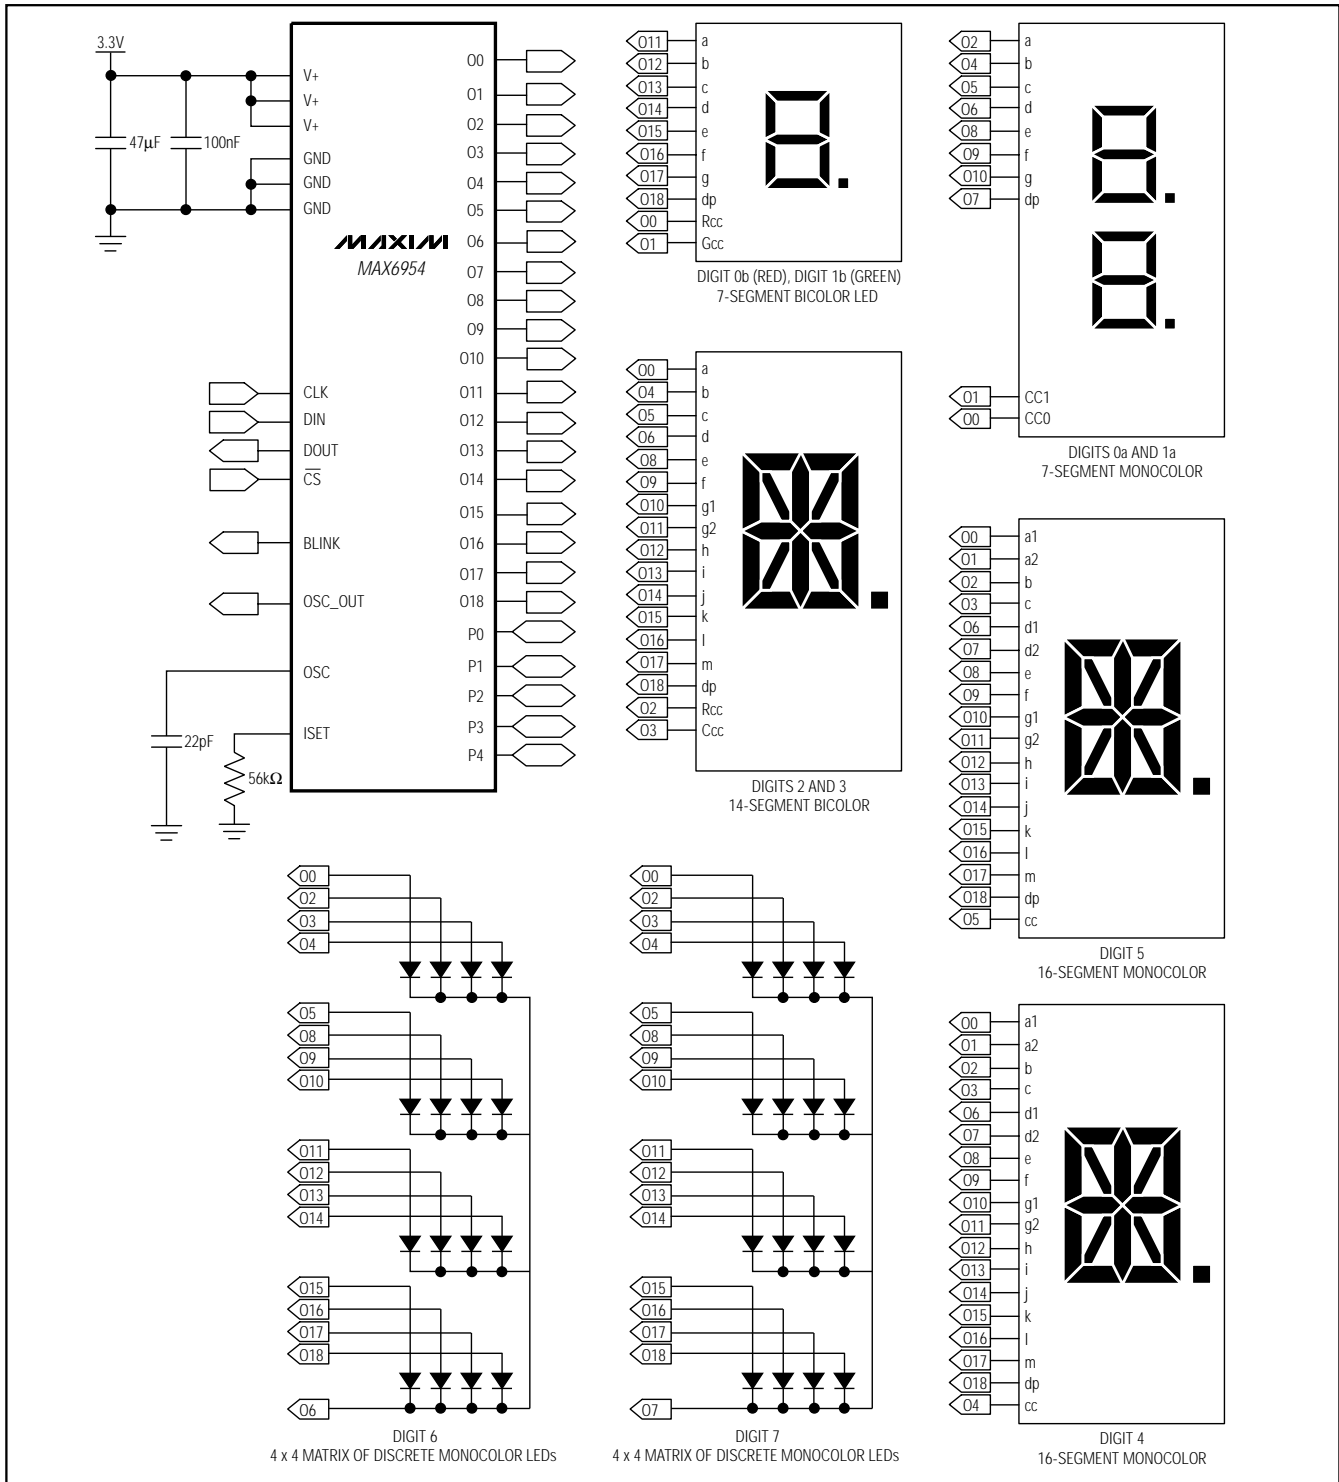 3.3V
47μF
100nF
V+
V+
V+
GND
GND
GND
MAXIM
MAX6954
CLK
DIN
DOUT
CS
BLINK
OSC_OUT
OSC
ISET
22pF
56kΩ
O0
O1
O2
O3
O4
O5
O6
O7
O8
O9
O10
O11
O12
O13
O14
O15
O16
O17
O18
P0
P1
P2
P3
P4
O11 a
O12 b
O13 c
O14 d
O15 e
O16 f
O17 g
O18 dp
O0 Rcc
O1 Gcc
DIGIT 0b (RED), DIGIT 1b (GREEN)
7-SEGMENT BICOLOR LED
O2 a
O4 b
O5 c
O6 d
O8 e
O9 f
O10 g
O7 dp
O1 CC1
O0 CC0
DIGITS 0a AND 1a
7-SEGMENT MONOCOLOR
O0 a
O4 b
O5 c
O6 d
O8 e
O9 f
O10 g1
O11 g2
O12 h
O13 i
O14 j
O15 k
O16 l
O17 m
O18 dp
O2 Rcc
O3 Ccc
DIGITS 2 AND 3
14-SEGMENT BICOLOR
O0 a1
O1 a2
O2 b
O3 c
O6 d1
O7 d2
O8 e
O9 f
O10 g1
O11 g2
O12 h
O13 i
O14 j
O15 k
O16 l
O17 m
O18 dp
O5 cc
DIGIT 5
16-SEGMENT MONOCOLOR
O0
O2
O3
O4
O5
O8
O9
O10
O11
O12
O13
O14
O15
O16
O17
O18
O6
DIGIT 6
4 x 4 MATRIX OF DISCRETE MONOCOLOR LEDs
O0
O2
O3
O4
O5
O8
O9
O10
O11
O12
O13
O14
O15
O16
O17
O18
O7
DIGIT 7
4 x 4 MATRIX OF DISCRETE MONOCOLOR LEDs
O0 a1
O1 a2
O2 b
O3 c
O6 d1
O7 d2
O8 e
O9 f
O10 g1
O11 g2
O12 h
O13 i
O14 j
O15 k
O16 l
O17 m
O18 dp
O4 cc
DIGIT 4
16-SEGMENT MONOCOLOR